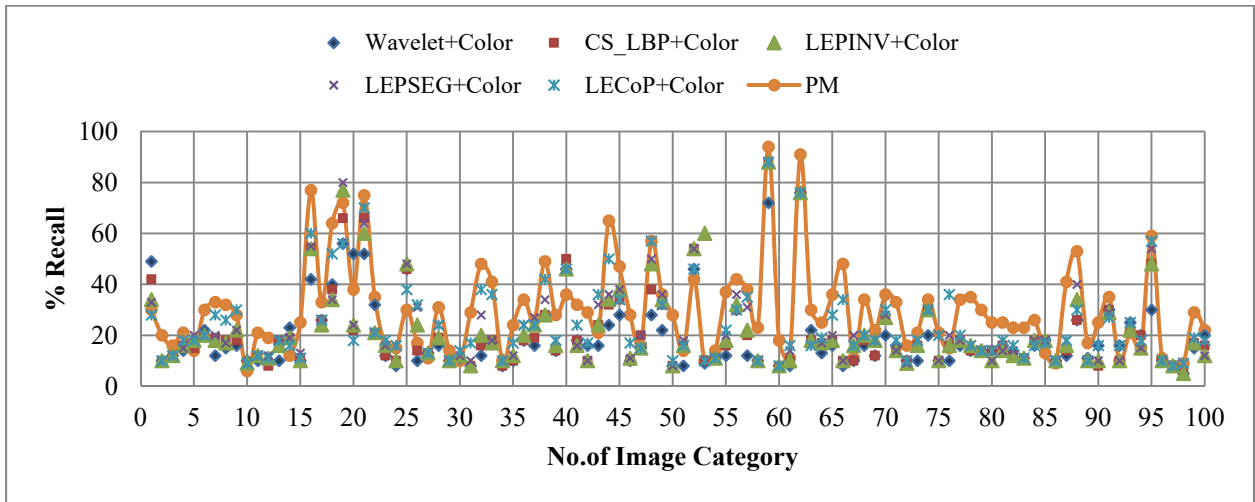 Wavelet+Color CS_LBP+Color LEPINV+Color
LEPSEG+Color LECoP+Color PM
100
80
60
40
20
0
% Recall
0 5 10 15 20 25 30 35 40 45 50 55 60 65 70 75 80 85 90 95 100
No.of Image Category